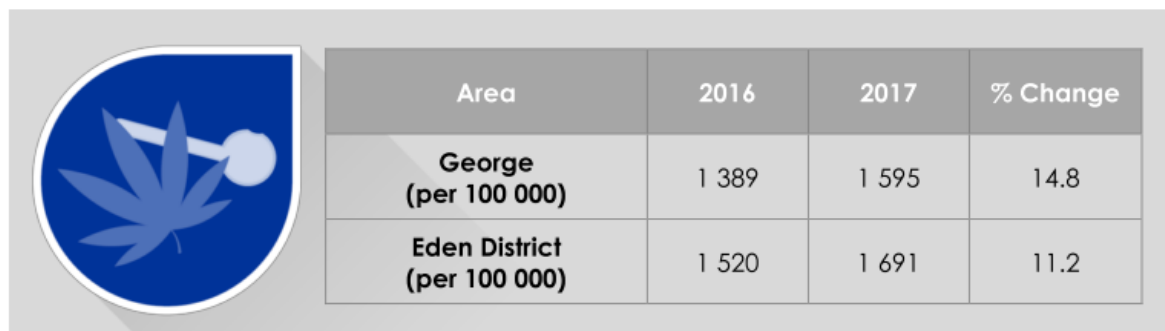 Area 2016 2017 % Change
George
(per 100 000) 1 389 1 595 14.8
Eden District
(per 100 000) 1 520 1 691 11.2